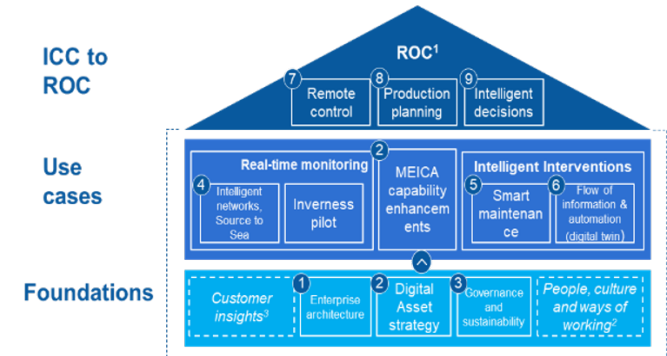 ICC to
ROC
ROC1
7
Remote
control
8
Production
planning
9
Intelligent
decisions
Use
cases
Real-time monitoring
4
Intelligent
networks,
Source to
Sea
Inverness
pilot
2
MEICA
capability
enhancem
ents
Intelligent Interventions
5
Smart
maintenan
ce
6
Flow of
information &
automation
(digital twin)
Foundations
Customer
insights3
1
Enterprise
architecture
2
Digital
Asset
strategy
3
Governance
and
sustainability
People, culture
and ways of
working2